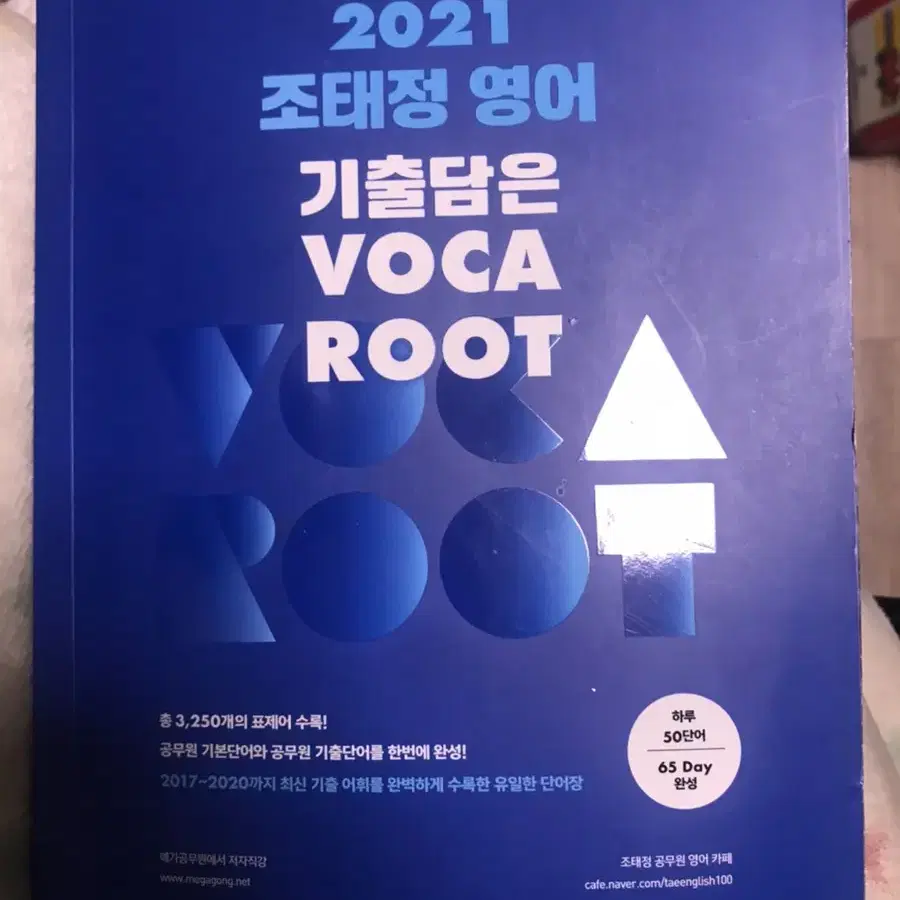 2021
조태정 영어
기출담은
VOCA
ROOT
VOCA
ROOT
총 3,250개의 표제어 수록!
공무원 기본단어와 공무원 기출단어를 한번에 완성!
2017~2020까지 최신 기출 어휘를 완벽하게 수록한 유일한 단어장
하루
50단어
65 Day
완성
메가공무원에서 저자직강
www.megagong.net
조태정 공무원 영어 카페
cafe.naver.com/taeenglish100